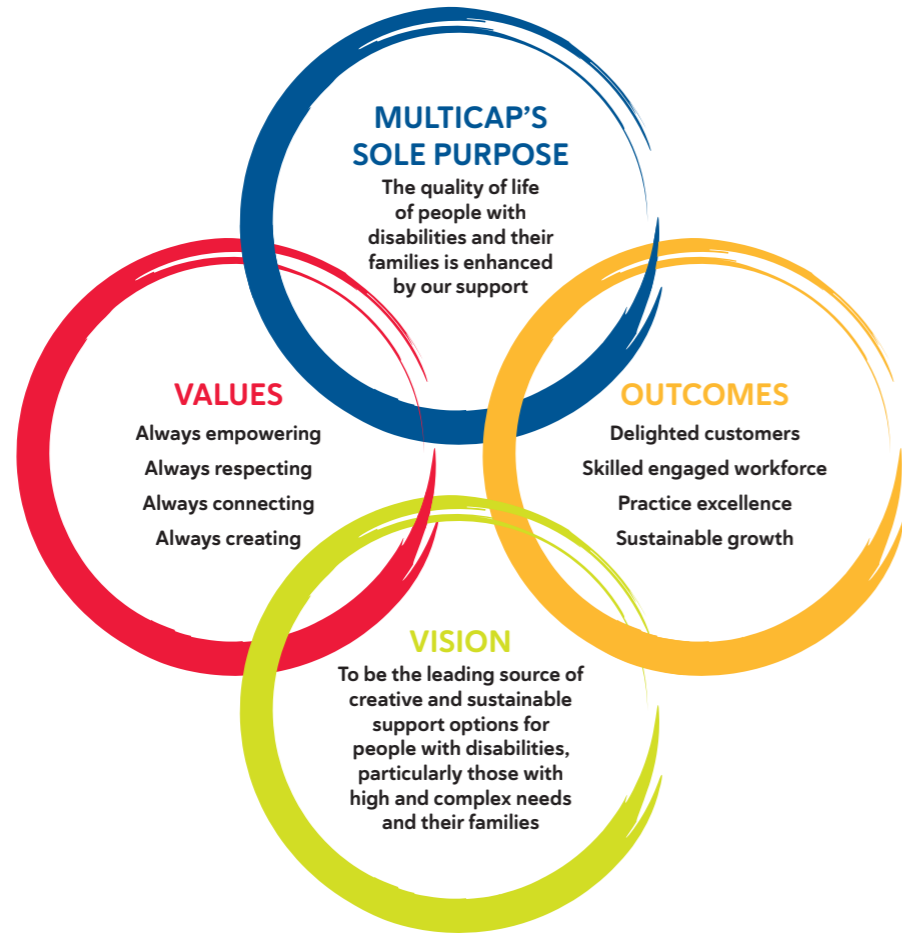 MULTICAP’S
SOLE PURPOSE
The quality of life
of people with
disabilities and their
families is enhanced
by our support
VALUES
Always empowering
Always respecting
Always connecting
Always creating
OUTCOMES
Delighted customers
Skilled engaged workforce
Practice excellence
Sustainable growth
VISION
To be the leading source of
creative and sustainable
support options for
people with disabilities,
particularly those with
high and complex needs
and their families